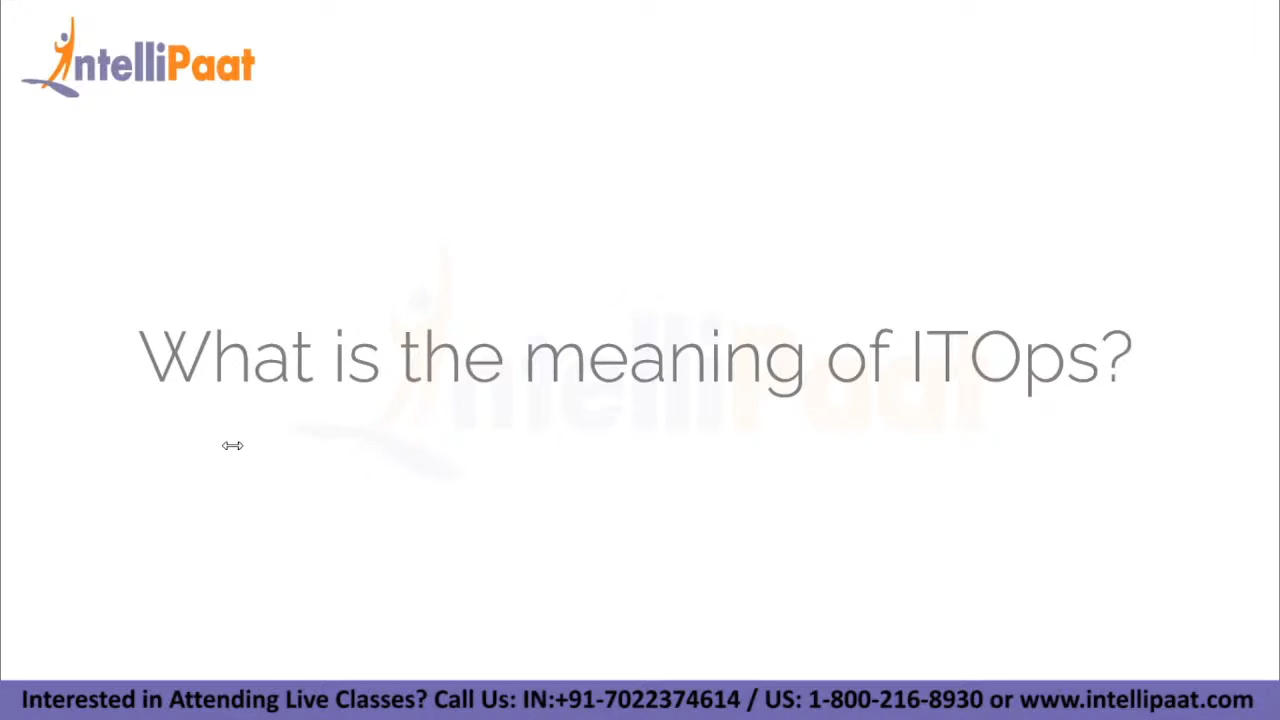 IntelliPaat
What is the meaning of ITOps?
Interested in Attending Live Classes? Call Us: IN:+91-7022374614 / US: 1-800-216-8930 or www.intellipaat.com